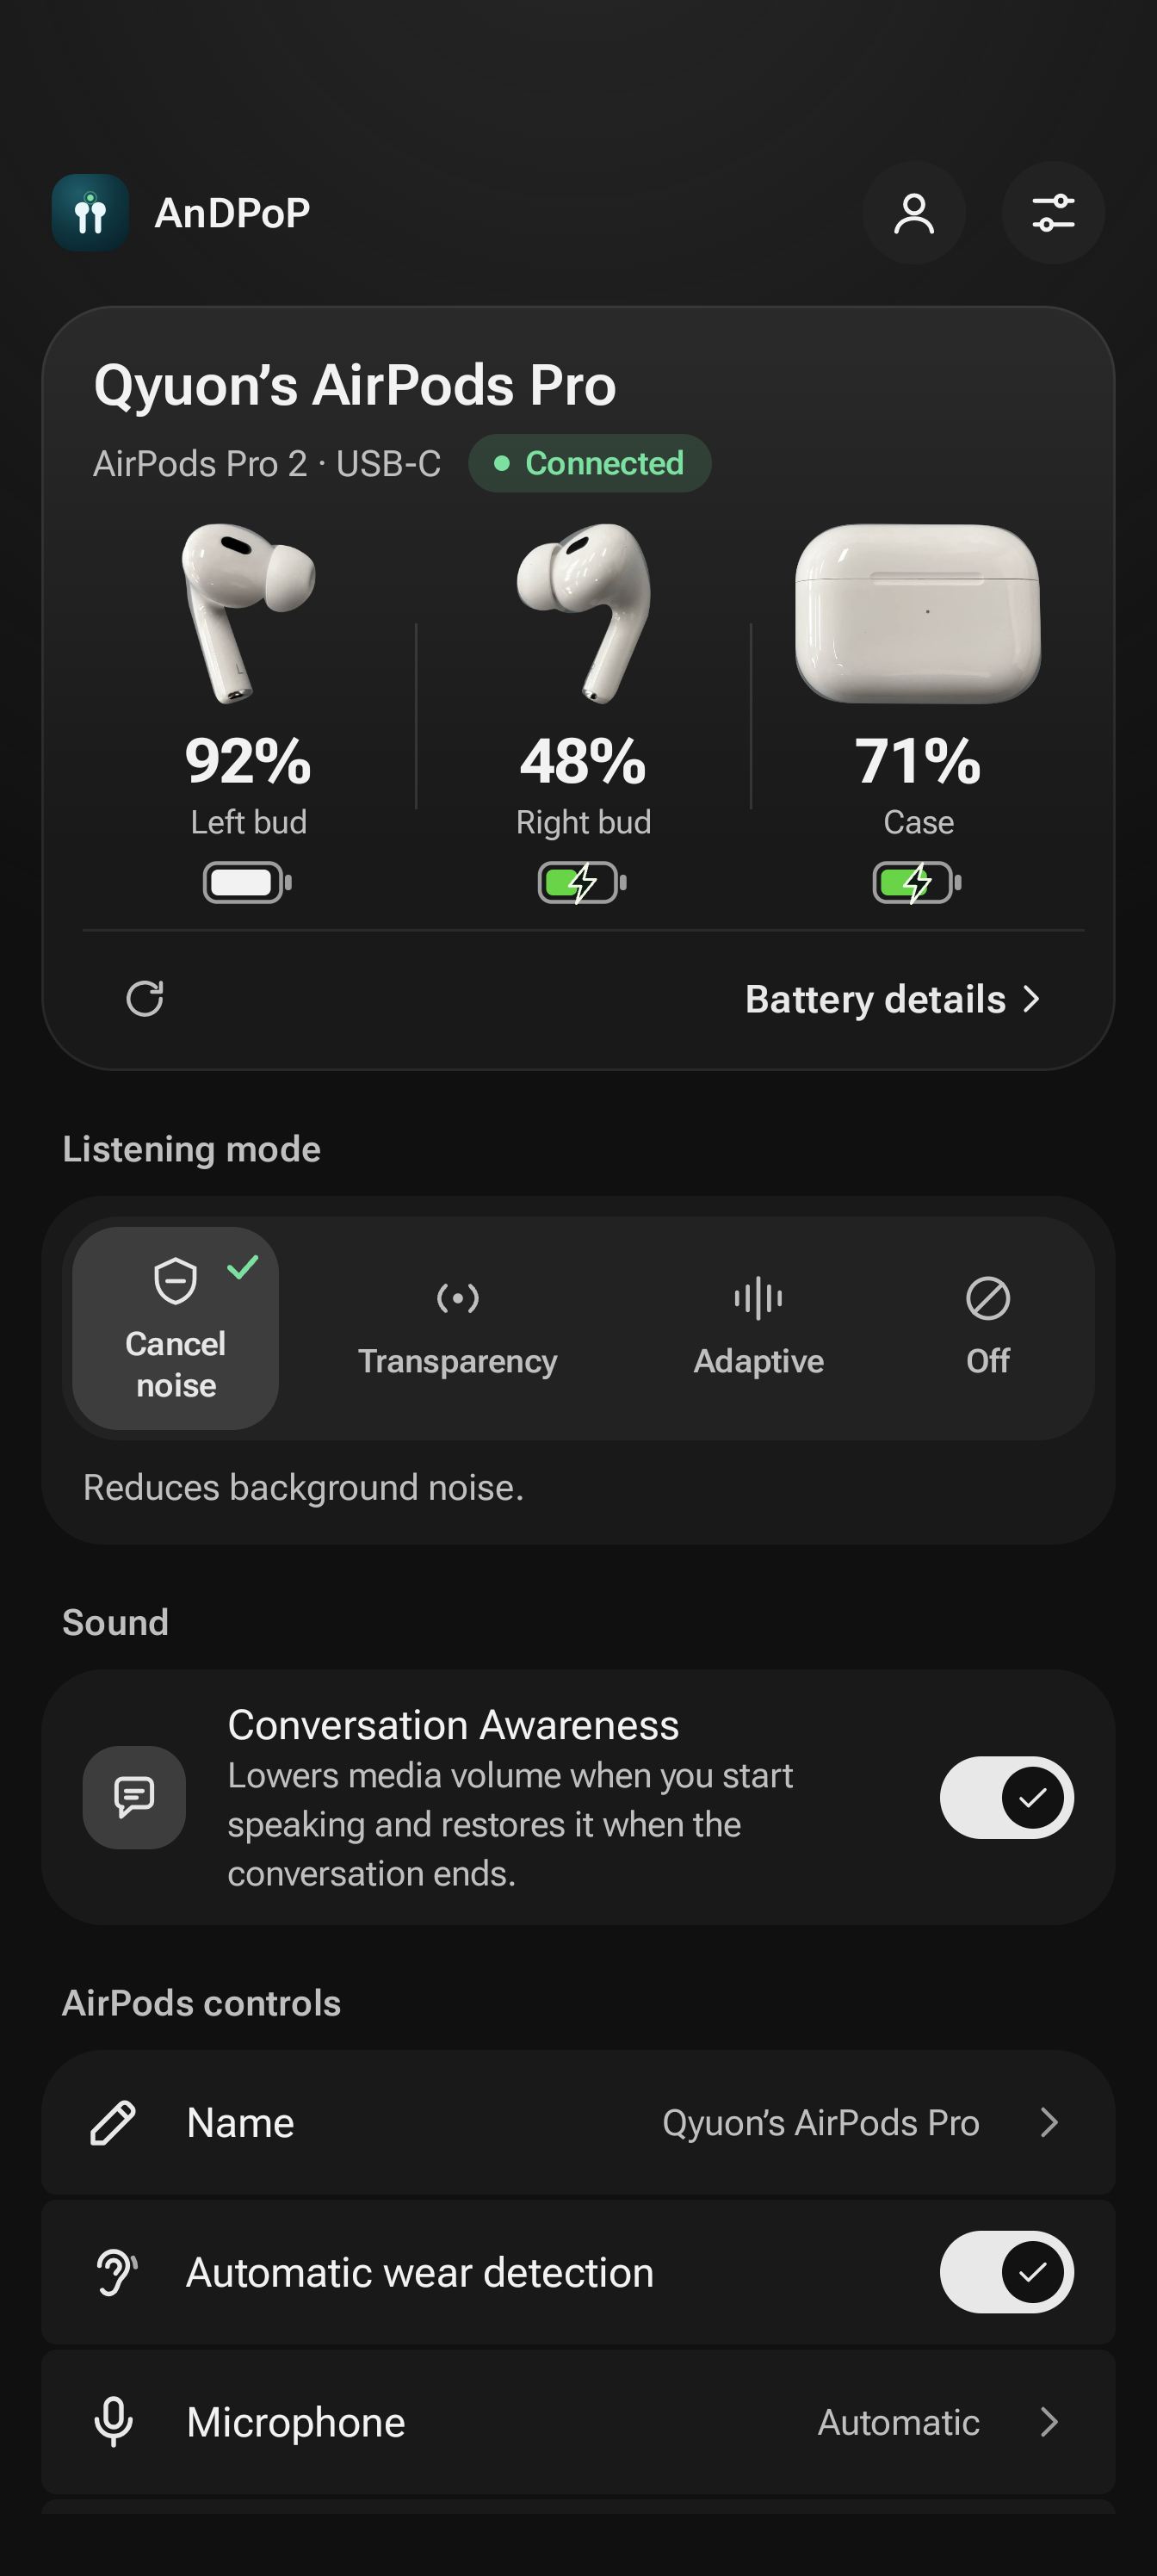 AnDPoP
Qyuon’s AirPods Pro
AirPods Pro 2 · USB-C
Connected
92%
Left bud
48%
Right bud
71%
Case
Battery details
Listening mode
Cancel
noise
Transparency
Adaptive
Off
Reduces background noise.
Sound
Conversation Awareness
Lowers media volume when you start
speaking and restores it when the
conversation ends.
AirPods controls
Name
Qyuon’s AirPods Pro
Automatic wear detection
Microphone
Automatic